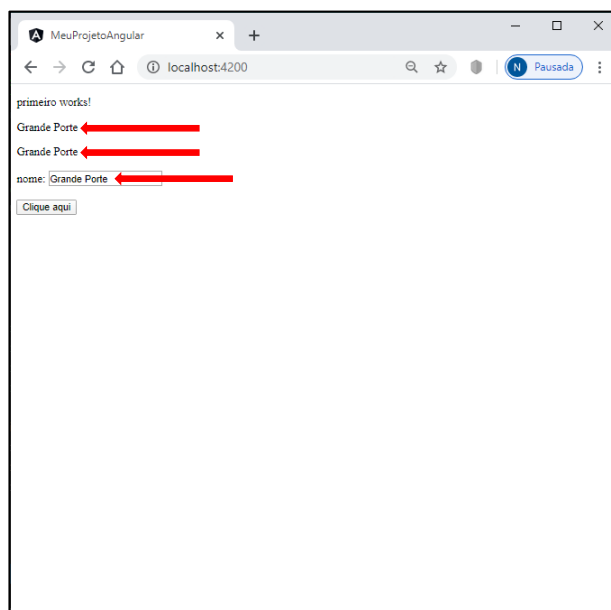 MeuProjetoAngular
localhost:4200
N Pausada
primeiro works!
Grande Porte
Grande Porte
nome: Grande Porte
Clique aqui